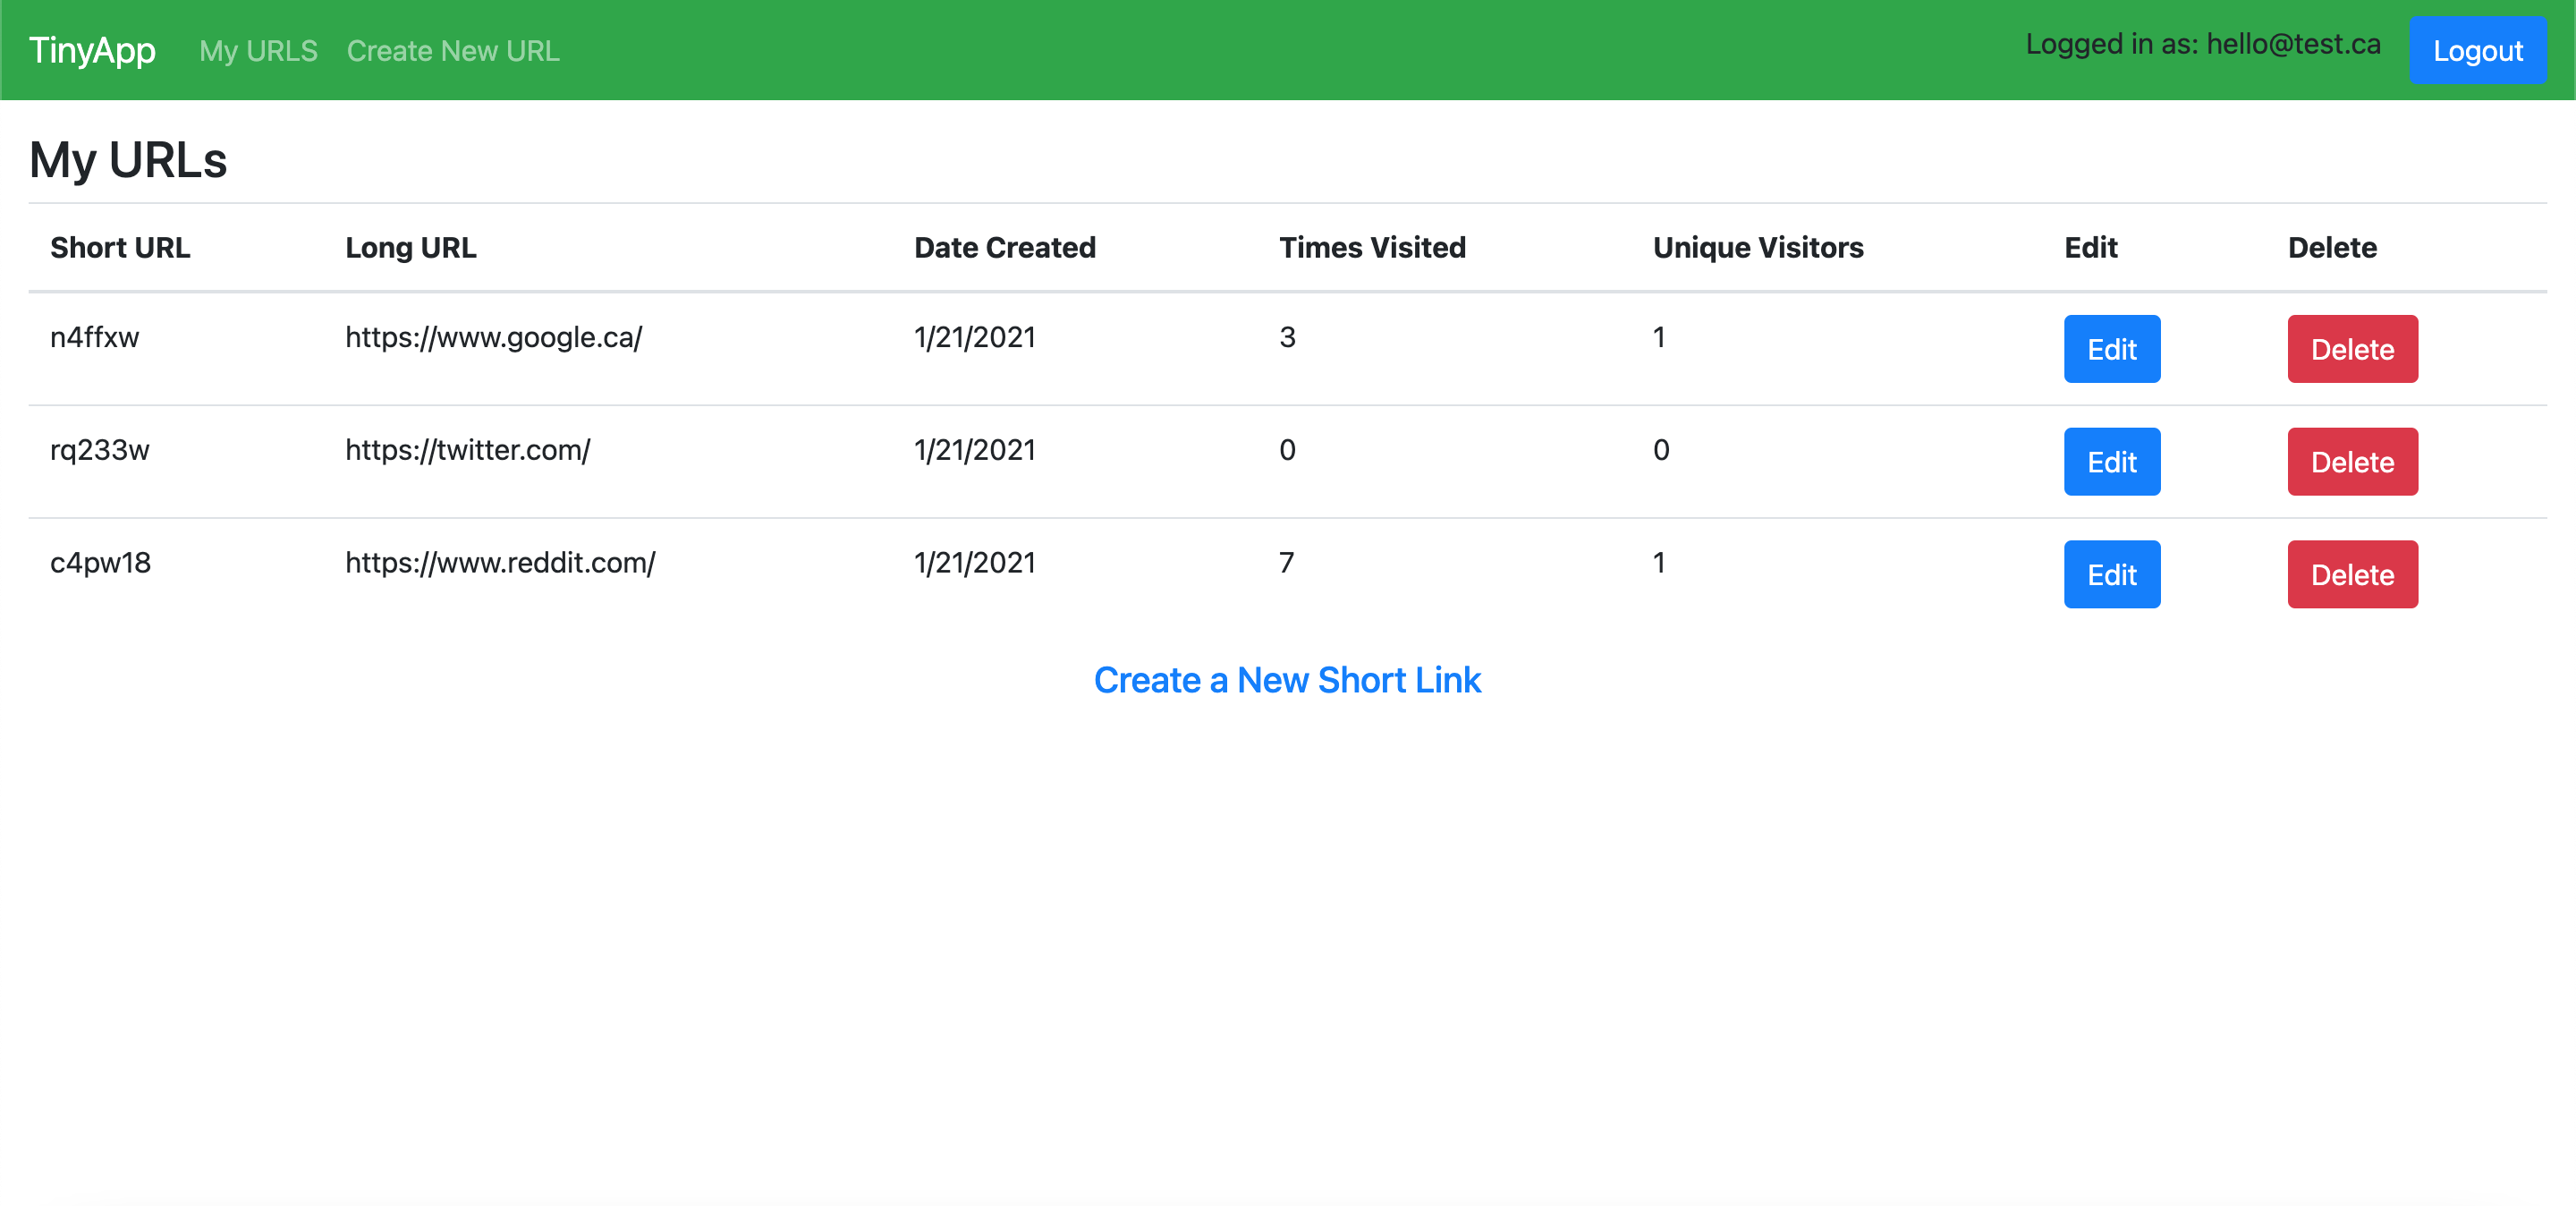 TinyApp My URLS Create New URL Logged in as: hello@test.ca Logout
My URLs
Short URL Long URL Date Created Times Visited Unique Visitors Edit Delete
n4ffxw https://www.google.ca/ 1/21/2021 3 1 Edit Delete
rq233w https://twitter.com/ 1/21/2021 0 0 Edit Delete
c4pw18 https://www.reddit.com/ 1/21/2021 7 1 Edit Delete
Create a New Short Link